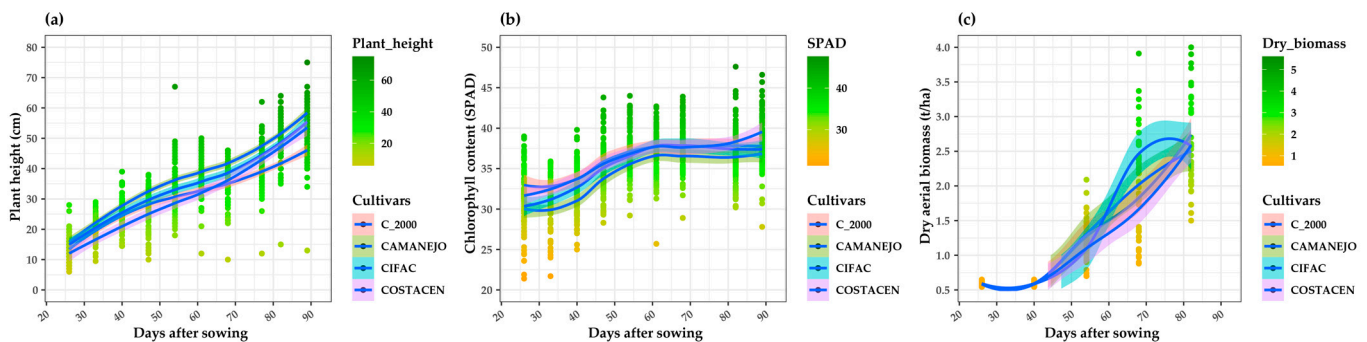 (a)
Plant height (cm)
80
70
60
50
40
30
20
10
0
20
30
40
50
60
70
80
90
Days after sowing
Plant_height
60
40
20
Cultivars
C_2000
CAMANEJO
CIFAC
COSTACEN
(b)
Chlorophyll content (SPAD)
50
45
40
35
30
25
20
20
30
40
50
60
70
80
90
Days after sowing
SPAD
40
30
Cultivars
C_2000
CAMANEJO
CIFAC
COSTACEN
(c)
Dry aerial biomass (t/ha)
4.0
3.5
3.0
2.5
2.0
1.5
1.0
0.5
20
30
40
50
60
70
80
90
Days after sowing
Dry_biomass
5
4
3
2
1
Cultivars
C_2000
CAMANEJO
CIFAC
COSTACEN